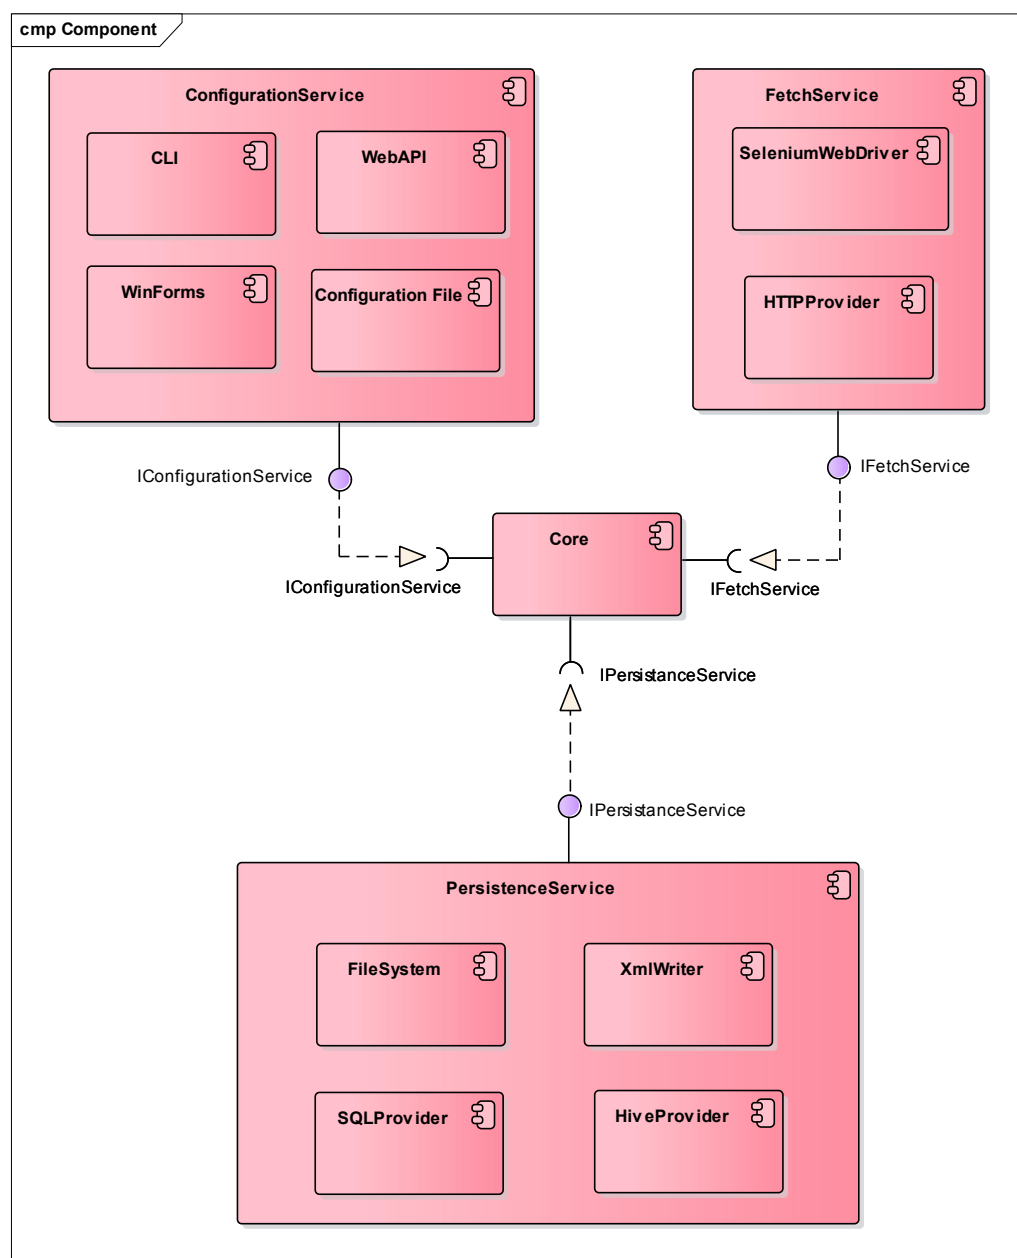 cmp Component
ConfigurationService
FetchService
CLI
WebAPI
SeleniumWebDriver
WinForms
Configuration File
HTTPProvider
IConfigurationService
IFetchService
Core
IConfigurationService
IFetchService
IPersistanceService
IPersistanceService
PersistenceService
FileSystem
XmlWriter
SQLProvider
HiveProvider